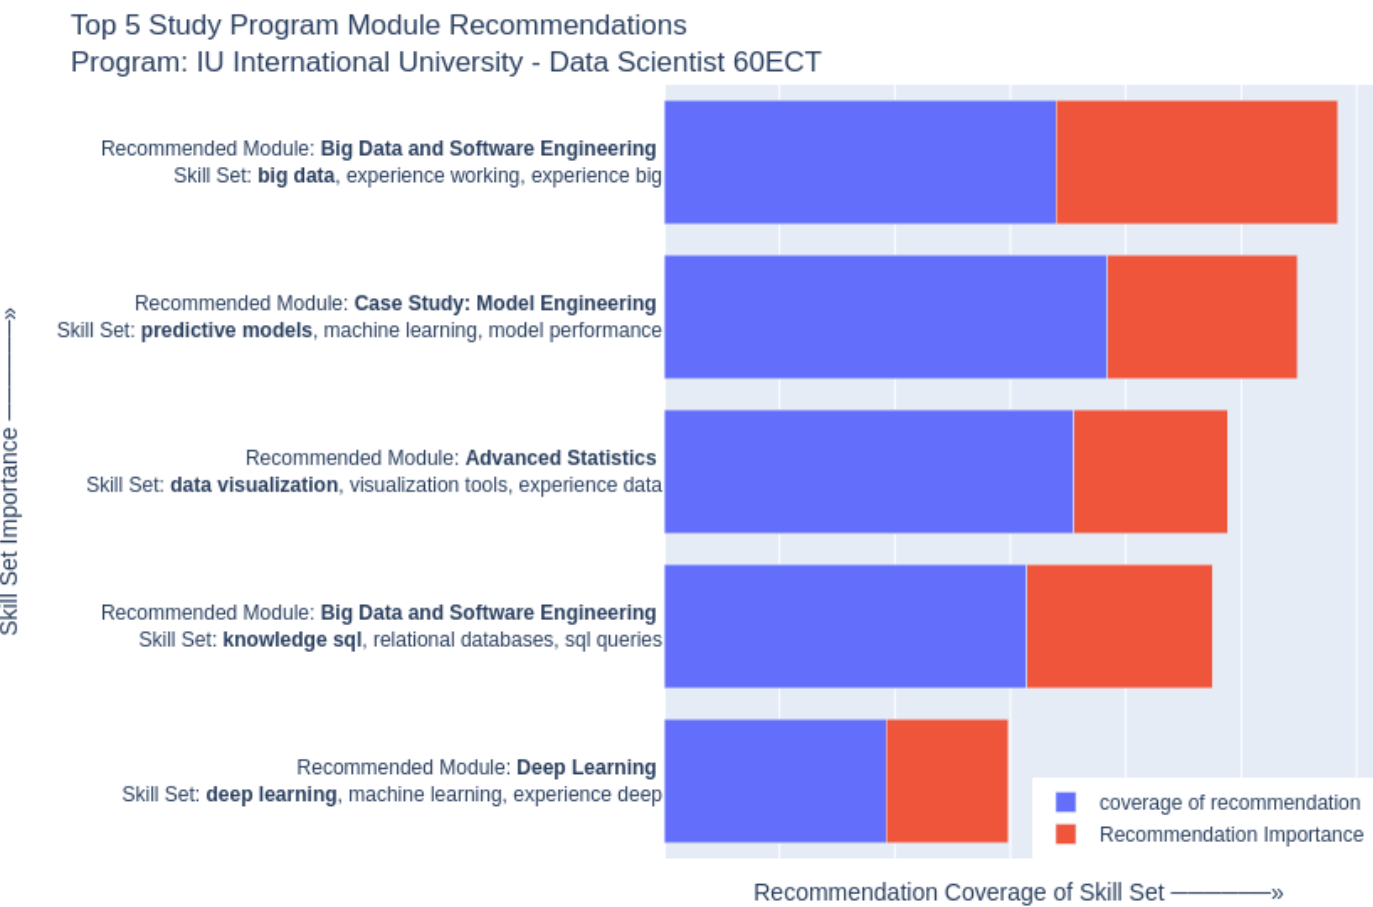 Top 5 Study Program Module Recommendations
Program: IU International University - Data Scientist 60ECT
Recommended Module: Big Data and Software Engineering
Skill Set: big data, experience working, experience big
Recommended Module: Case Study: Model Engineering
Skill Set: predictive models, machine learning, model performance
Recommended Module: Advanced Statistics
Skill Set: data visualization, visualization tools, experience data
Recommended Module: Big Data and Software Engineering
Skill Set: knowledge sql, relational databases, sql queries
Recommended Module: Deep Learning
Skill Set: deep learning, machine learning, experience deep
Skill Set Importance ————»
coverage of recommendation
Recommendation Importance
Recommendation Coverage of Skill Set ————»